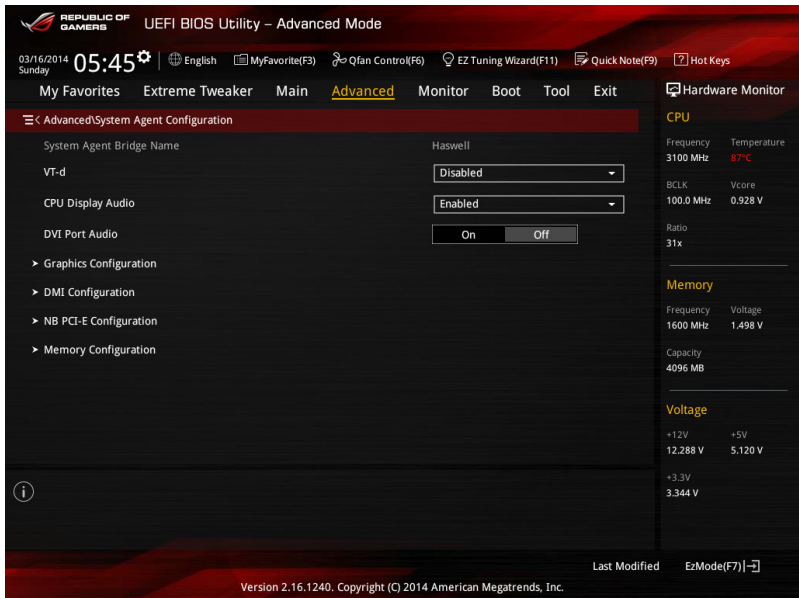 REPUBLIC OF
GAMERS
UEFI BIOS Utility – Advanced Mode
03/16/2014
Sunday
05:45
English
MyFavorite(F3)
Qfan Control(F6)
EZ Tuning Wizard(F11)
Quick Note(F9)
? Hot Keys
My Favorites Extreme Tweaker Main Advanced Monitor Boot Tool Exit
Hardware Monitor
< Advanced\System Agent Configuration
System Agent Bridge Name Haswell
VT-d Disabled
CPU Display Audio Enabled
DVI Port Audio On Off
> Graphics Configuration
> DMI Configuration
> NB PCI-E Configuration
> Memory Configuration
CPU
Frequency Temperature
3100 MHz 87°C
BCLK Vcore
100.0 MHz 0.928 V
Ratio
31x
Memory
Frequency Voltage
1600 MHz 1.498 V
Capacity
4096 MB
Voltage
+12V +5V
12.288 V 5.120 V
+3.3V
3.344 V
i
Last Modified
EzMode(F7)
Version 2.16.1240. Copyright (C) 2014 American Megatrends, Inc.